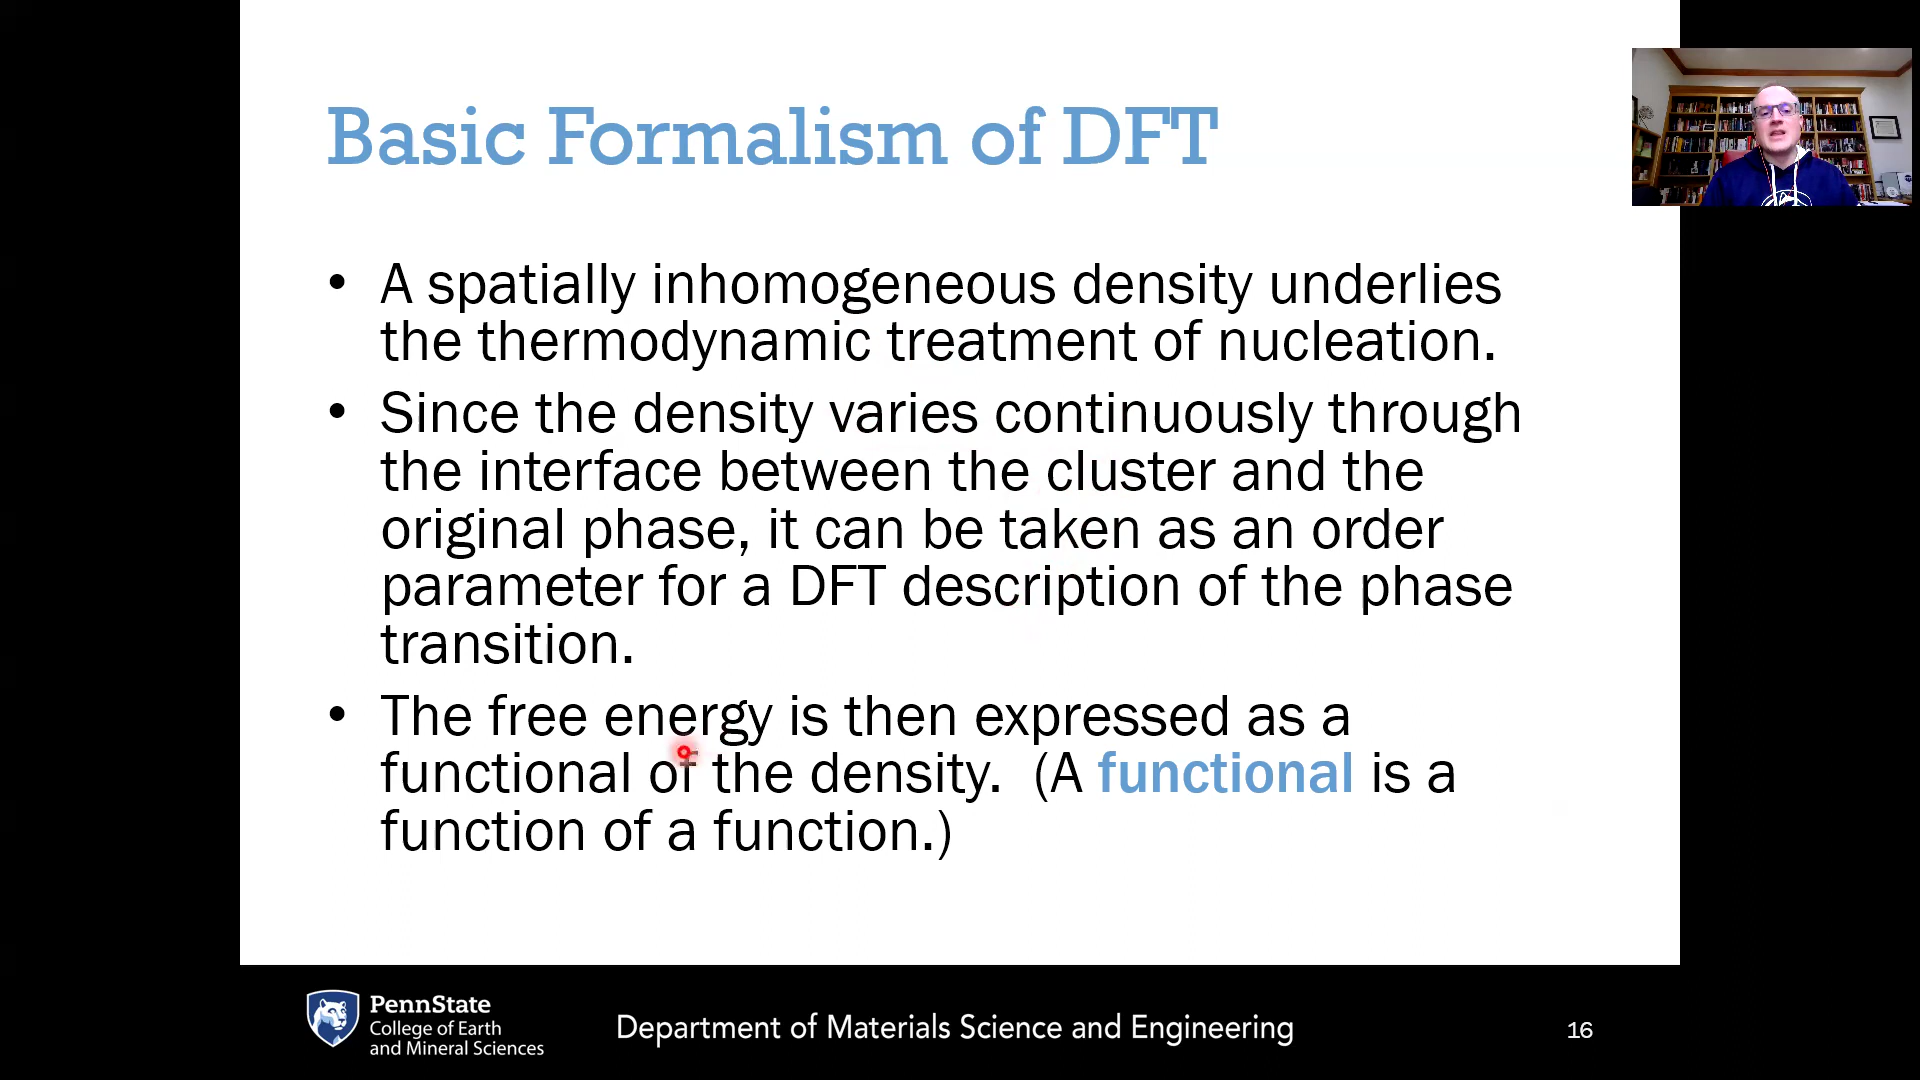 Basic Formalism of DFT
• A spatially inhomogeneous density underlies
the thermodynamic treatment of nucleation.
• Since the density varies continuously through
the interface between the cluster and the
original phase, it can be taken as an order
parameter for a DFT description of the phase
transition.
• The free energy is then expressed as a
functional of the density. (A functional is a
function of a function.)
PennState
College of Earth
and Mineral Sciences
Department of Materials Science and Engineering
16